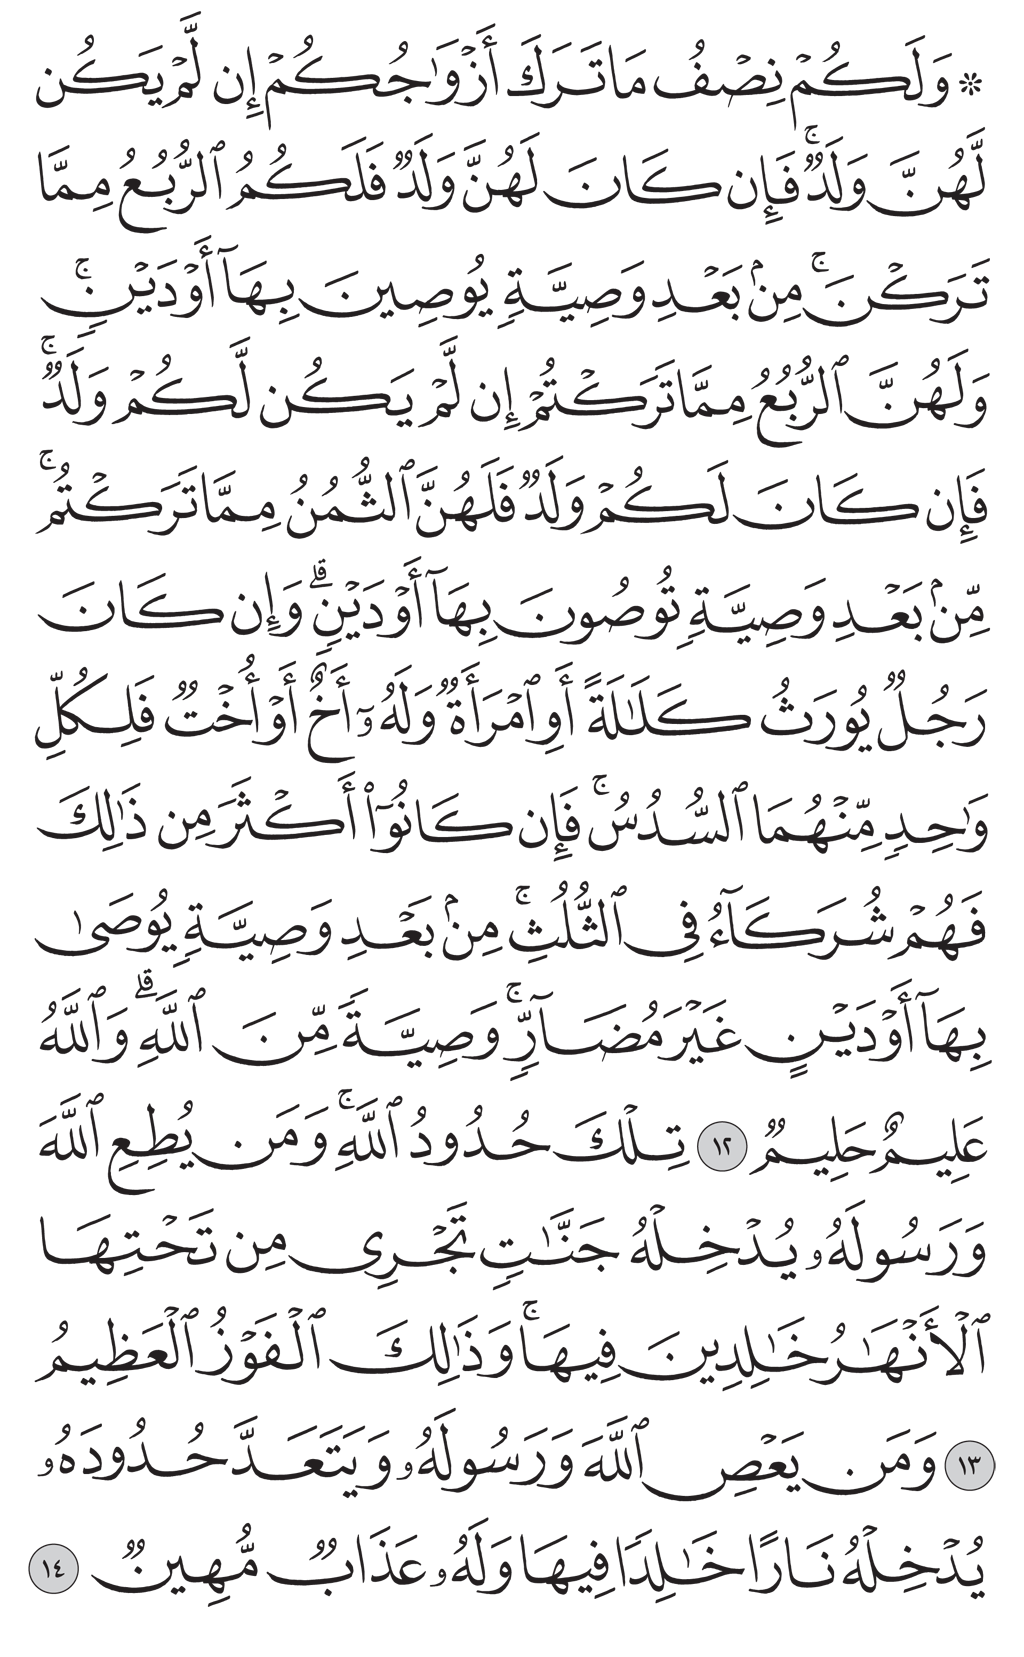 ۞ وَلَكُمْ نِصْفُ مَا تَرَكَ أَزْوَٰجُكُمْ إِن لَّمْ يَكُن
لَّهُنَّ وَلَدٌ ۚ فَإِن كَانَ لَهُنَّ وَلَدٌ فَلَكُمُ ٱلرُّبُعُ مِمَّا
تَرَكْنَ ۚ مِنۢ بَعْدِ وَصِيَّةٍ يُوصِينَ بِهَآ أَوْ دَيْنٍ ۚ
وَلَهُنَّ ٱلرُّبُعُ مِمَّا تَرَكْتُمْ إِن لَّمْ يَكُن لَّكُمْ وَلَدٌ ۚ
فَإِن كَانَ لَكُمْ وَلَدٌ فَلَهُنَّ ٱلثُّمُنُ مِمَّا تَرَكْتُم ۚ
مِّنۢ بَعْدِ وَصِيَّةٍ تُوصُونَ بِهَآ أَوْ دَيْنٍ ۗ وَإِن كَانَ
رَجُلٌ يُورَثُ كَلَٰلَةً أَوِ ٱمْرَأَةٌ وَلَهُۥٓ أَخٌ أَوْ أُخْتٌ فَلِكُلِّ
وَٰحِدٍ مِّنْهُمَا ٱلسُّدُسُ ۚ فَإِن كَانُوٓا۟ أَكْثَرَ مِن ذَٰلِكَ
فَهُمْ شُرَكَآءُ فِى ٱلثُّلُثِ ۚ مِنۢ بَعْدِ وَصِيَّةٍ يُوصَىٰ
بِهَآ أَوْ دَيْنٍ غَيْرَ مُضَآرٍّ ۚ وَصِيَّةً مِّنَ ٱللَّهِ ۗ وَٱللَّهُ
عَلِيمٌ حَلِيمٌ ١٢ تِلْكَ حُدُودُ ٱللَّهِ ۚ وَمَن يُطِعِ ٱللَّهَ
وَرَسُولَهُۥ يُدْخِلْهُ جَنَّٰتٍ تَجْرِى مِن تَحْتِهَا
ٱلْأَنْهَٰرُ خَٰلِدِينَ فِيهَا ۚ وَذَٰلِكَ ٱلْفَوْزُ ٱلْعَظِيمُ
١٣ وَمَن يَعْصِ ٱللَّهَ وَرَسُولَهُۥ وَيَتَعَدَّ حُدُودَهُۥ
يُدْخِلْهُ نَارًا خَٰلِدًا فِيهَا وَلَهُۥ عَذَابٌ مُّهِينٌ ١٤